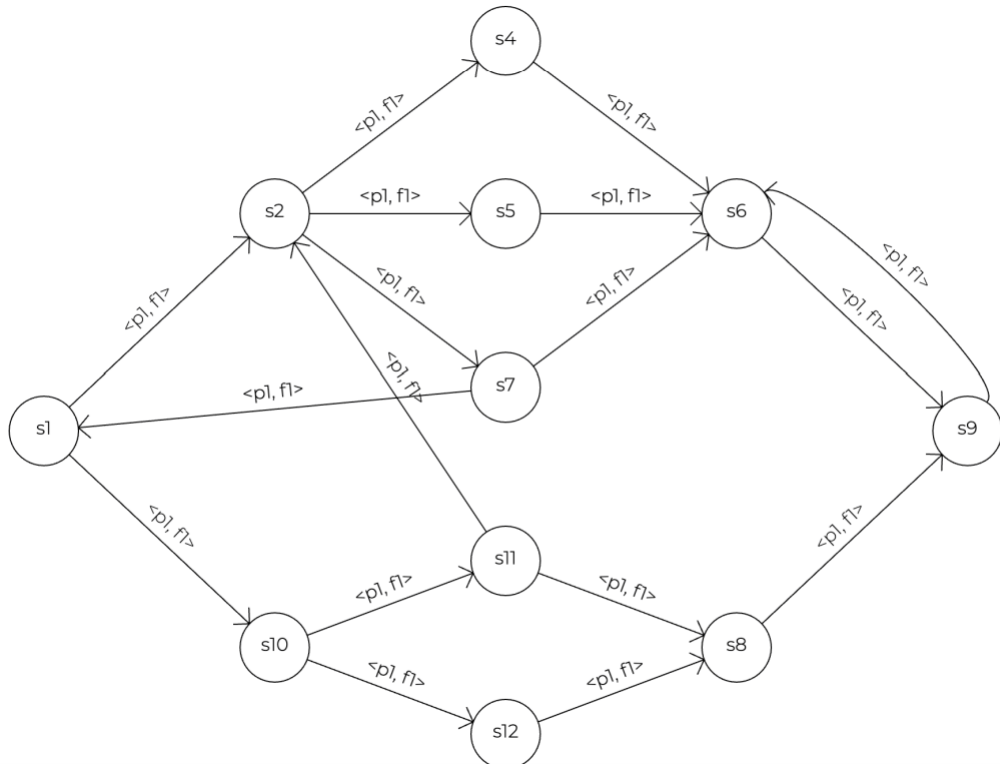 s4
<p1, f1>
<p1, f1>
s2
<p1, f1>
s5
<p1, f1>
s6
<p1, f1>
<p1, f1>
<p1, f1>
<p1, f1>
<p1, f1>
<p1, f1>
s7
<p1, f1>
<p1, f1>
s1
s9
<p1, f1>
<p1, f1>
s11
<p1, f1>
<p1, f1>
s10
s8
<p1, f1>
<p1, f1>
s12